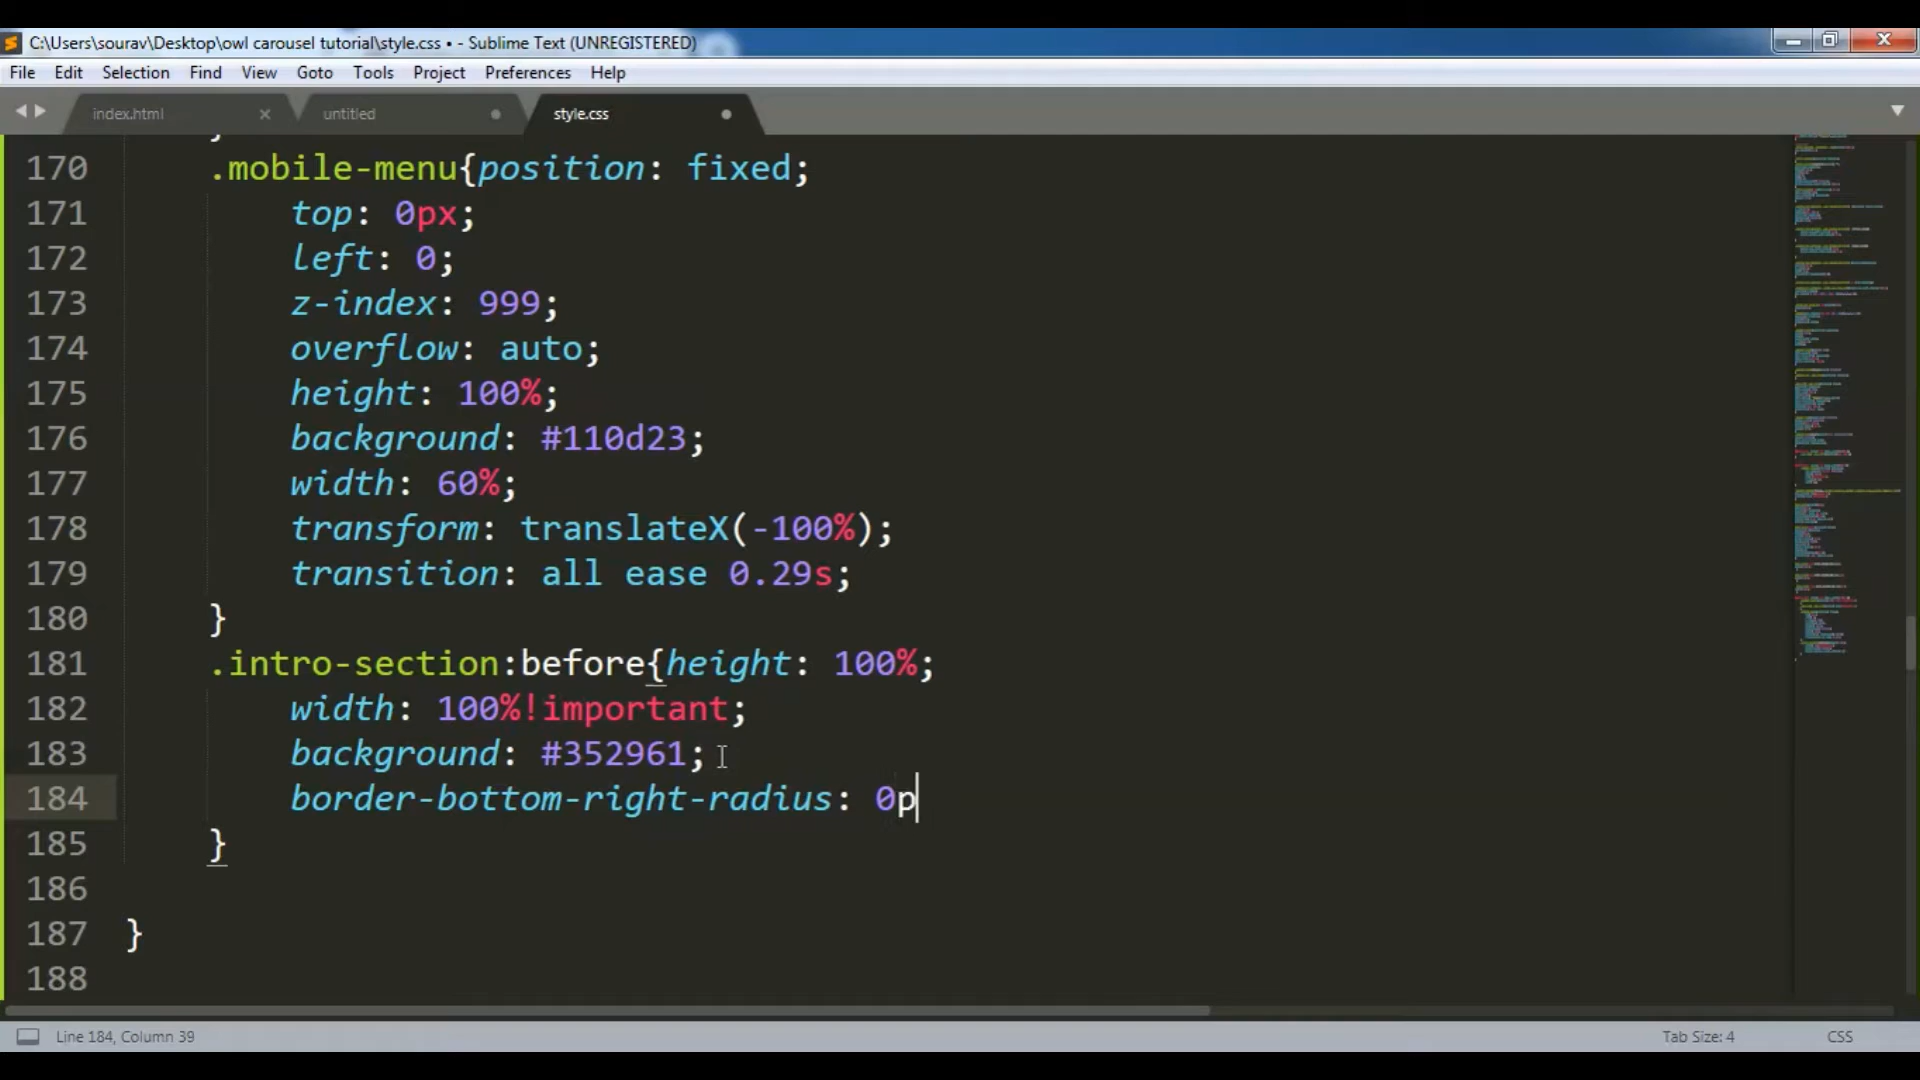 C:\Users\sourav\Desktop\owl carousel tutorial\style.css • - Sublime Text (UNREGISTERED)
File Edit Selection Find View Goto Tools Project Preferences Help
index.html untitled style.css
170 .mobile-menu{position: fixed;
171 top: 0px;
172 left: 0;
173 z-index: 999;
174 overflow: auto;
175 height: 100%;
176 background: #110d23;
177 width: 60%;
178 transform: translateX(-100%);
179 transition: all ease 0.29s;
180 }
181 .intro-section:before{height: 100%;
182 width: 100%!important;
183 background: #352961;
184 border-bottom-right-radius: 0p
185 }
186
187 }
188
Line 184, Column 39 Tab Size: 4 CSS